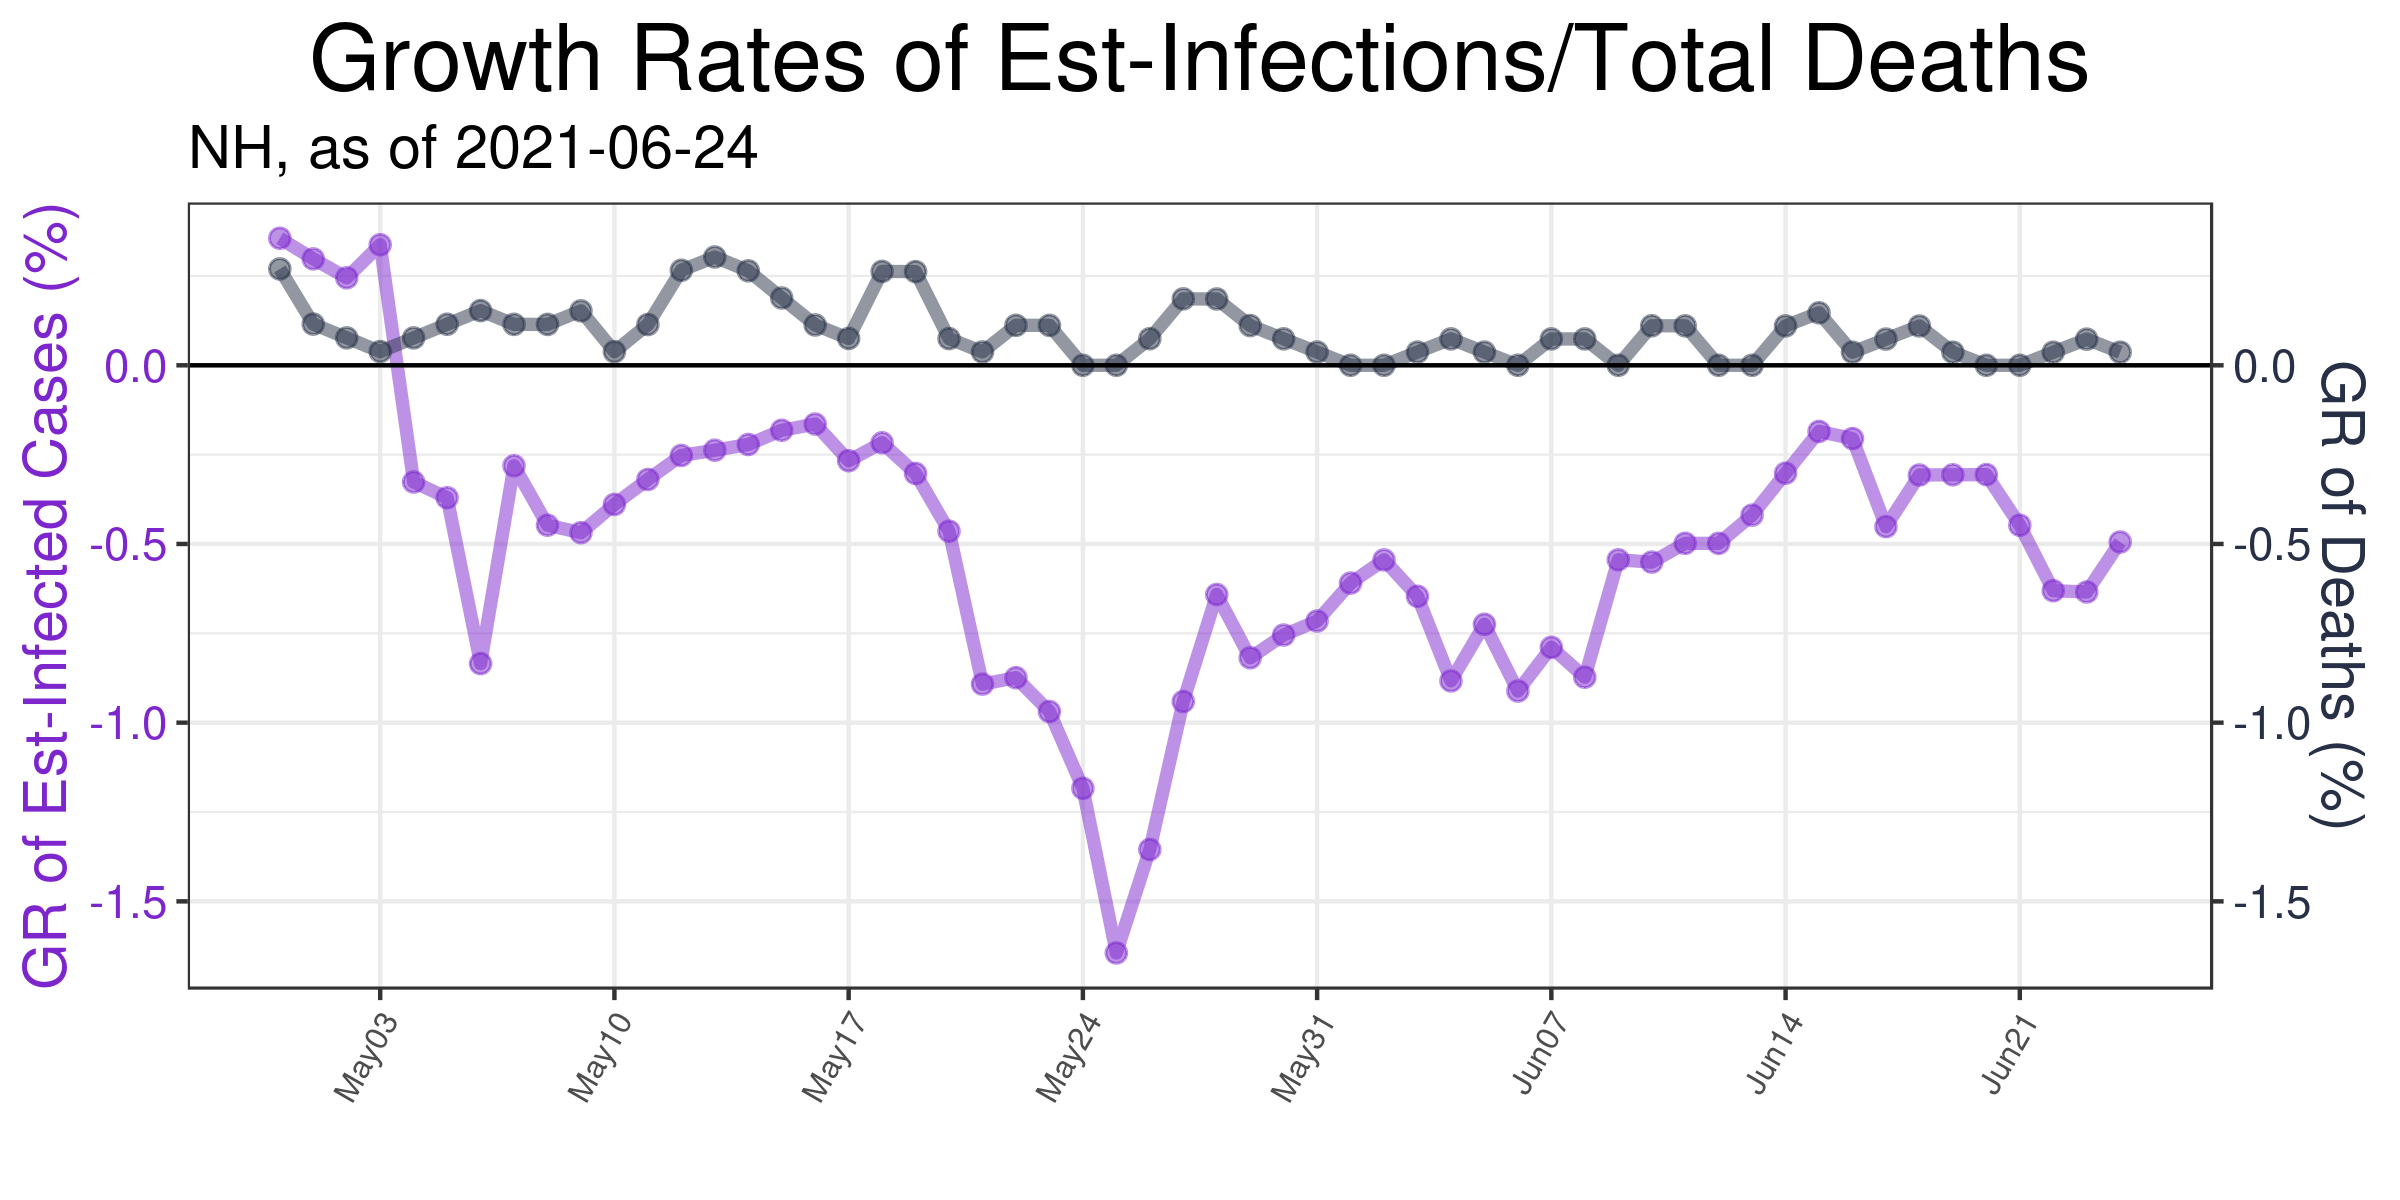 Growth Rates of Est-Infections/Total Deaths
NH, as of 2021-06-24
GR of Est-Infected Cases (%)
0.0
-0.5
-1.0
-1.5
0.0
-0.5
-1.0
-1.5
GR of Deaths (%)
May03
May10
May17
May24
May31
Jun07
Jun14
Jun21